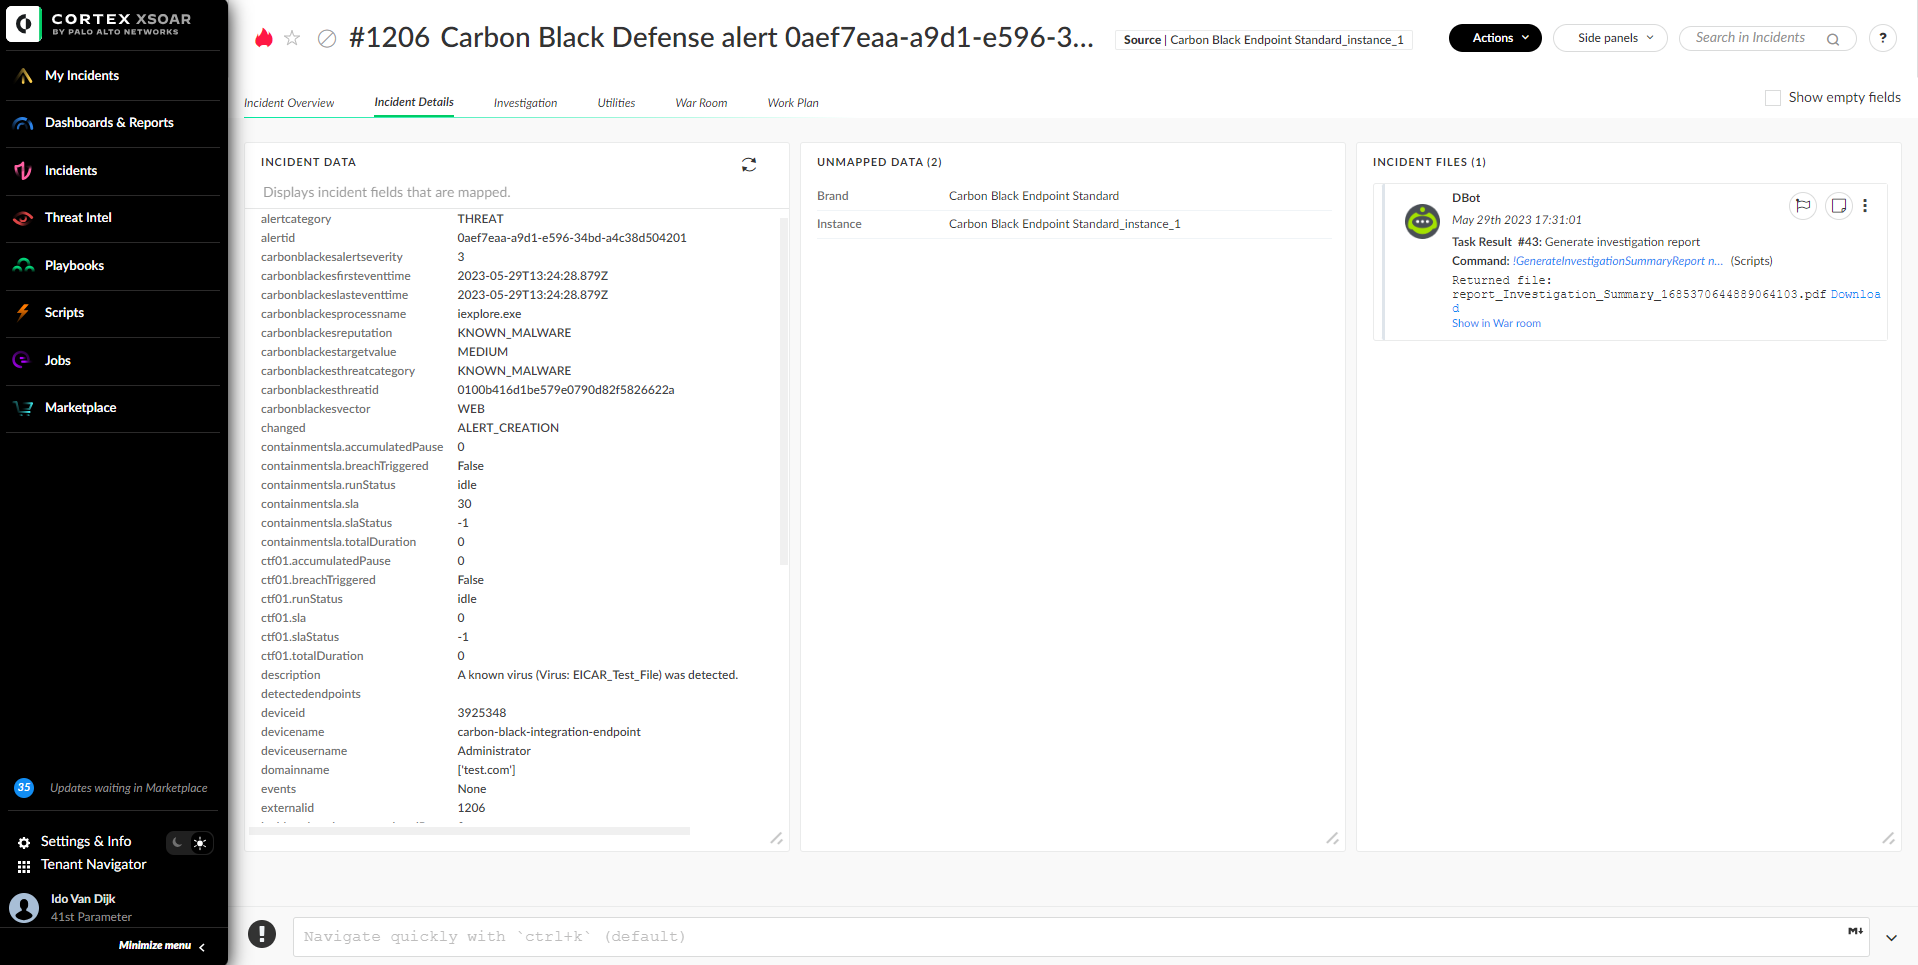 CORTEX XSOAR
BY PALO ALTO NETWORKS
My Incidents
Dashboards & Reports
Incidents
Threat Intel
Playbooks
Scripts
Jobs
Marketplace
35 Updates waiting in Marketplace
Settings & Info
Tenant Navigator
Ido Van Dijk
41st Parameter
Minimize menu
#1206 Carbon Black Defense alert 0aef7eaa-a9d1-e596-3...
Source | Carbon Black Endpoint Standard_instance_1
Actions
Side panels
Search in Incidents
?
Incident Overview
Incident Details
Investigation
Utilities
War Room
Work Plan
Show empty fields
INCIDENT DATA
Displays incident fields that are mapped.
alertcategory THREAT
alertid 0aef7eaa-a9d1-e596-34bd-a4c38d504201
carbonblackesalertseverity 3
carbonblackesfirsteventtime 2023-05-29T13:24:28.879Z
carbonblackeslasteventtime 2023-05-29T13:24:28.879Z
carbonblackesprocessname iexplore.exe
carbonblackesreputation KNOWN_MALWARE
carbonblackestargetvalue MEDIUM
carbonblackesthreatcategory KNOWN_MALWARE
carbonblackesthreatid 0100b416d1be579e0790d82f5826622a
carbonblackesvector WEB
changed ALERT_CREATION
containmentsla.accumulatedPause 0
containmentsla.breachTriggered False
containmentsla.runStatus idle
containmentsla.sla 30
containmentsla.slaStatus -1
containmentsla.totalDuration 0
ctf01.accumulatedPause 0
ctf01.breachTriggered False
ctf01.runStatus idle
ctf01.sla 0
ctf01.slaStatus -1
ctf01.totalDuration 0
description A known virus (Virus: EICAR_Test_File) was detected.
detectedendpoints
deviceid 3925348
devicename carbon-black-integration-endpoint
deviceusername Administrator
domainname ['test.com']
events None
externalid 1206
UNMAPPED DATA (2)
Brand Carbon Black Endpoint Standard
Instance Carbon Black Endpoint Standard_instance_1
INCIDENT FILES (1)
DBot
May 29th 2023 17:31:01
Task Result #43: Generate investigation report
Command: !GenerateInvestigationSummaryReport n... (Scripts)
Returned file:
report_Investigation_Summary_1685370644889064103.pdf Downloa
d
Show in War room
Navigate quickly with `ctrl+k` (default)
M↓